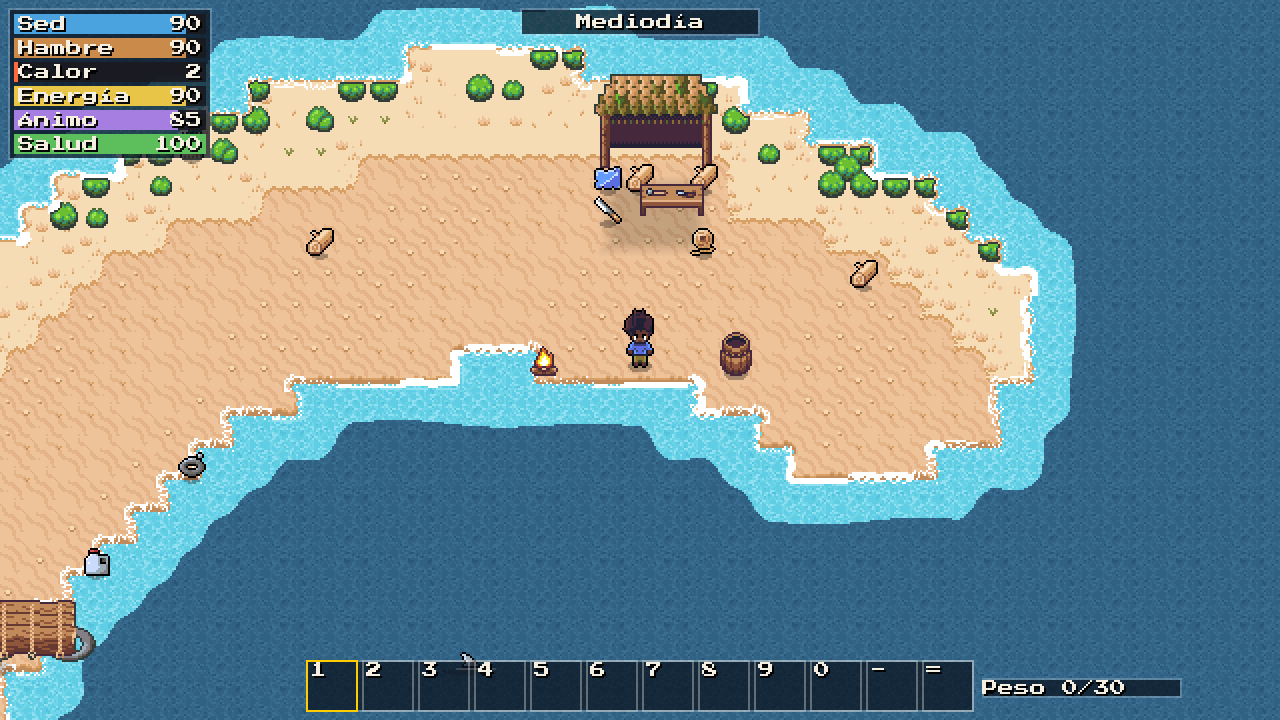 Sed 90
Hambre 90
Calor 2
Energía 90
Ánimo 85
Salud 100
Mediodía
1 2 3 4 5 6 7 8 9 0 - =
Peso 0/30